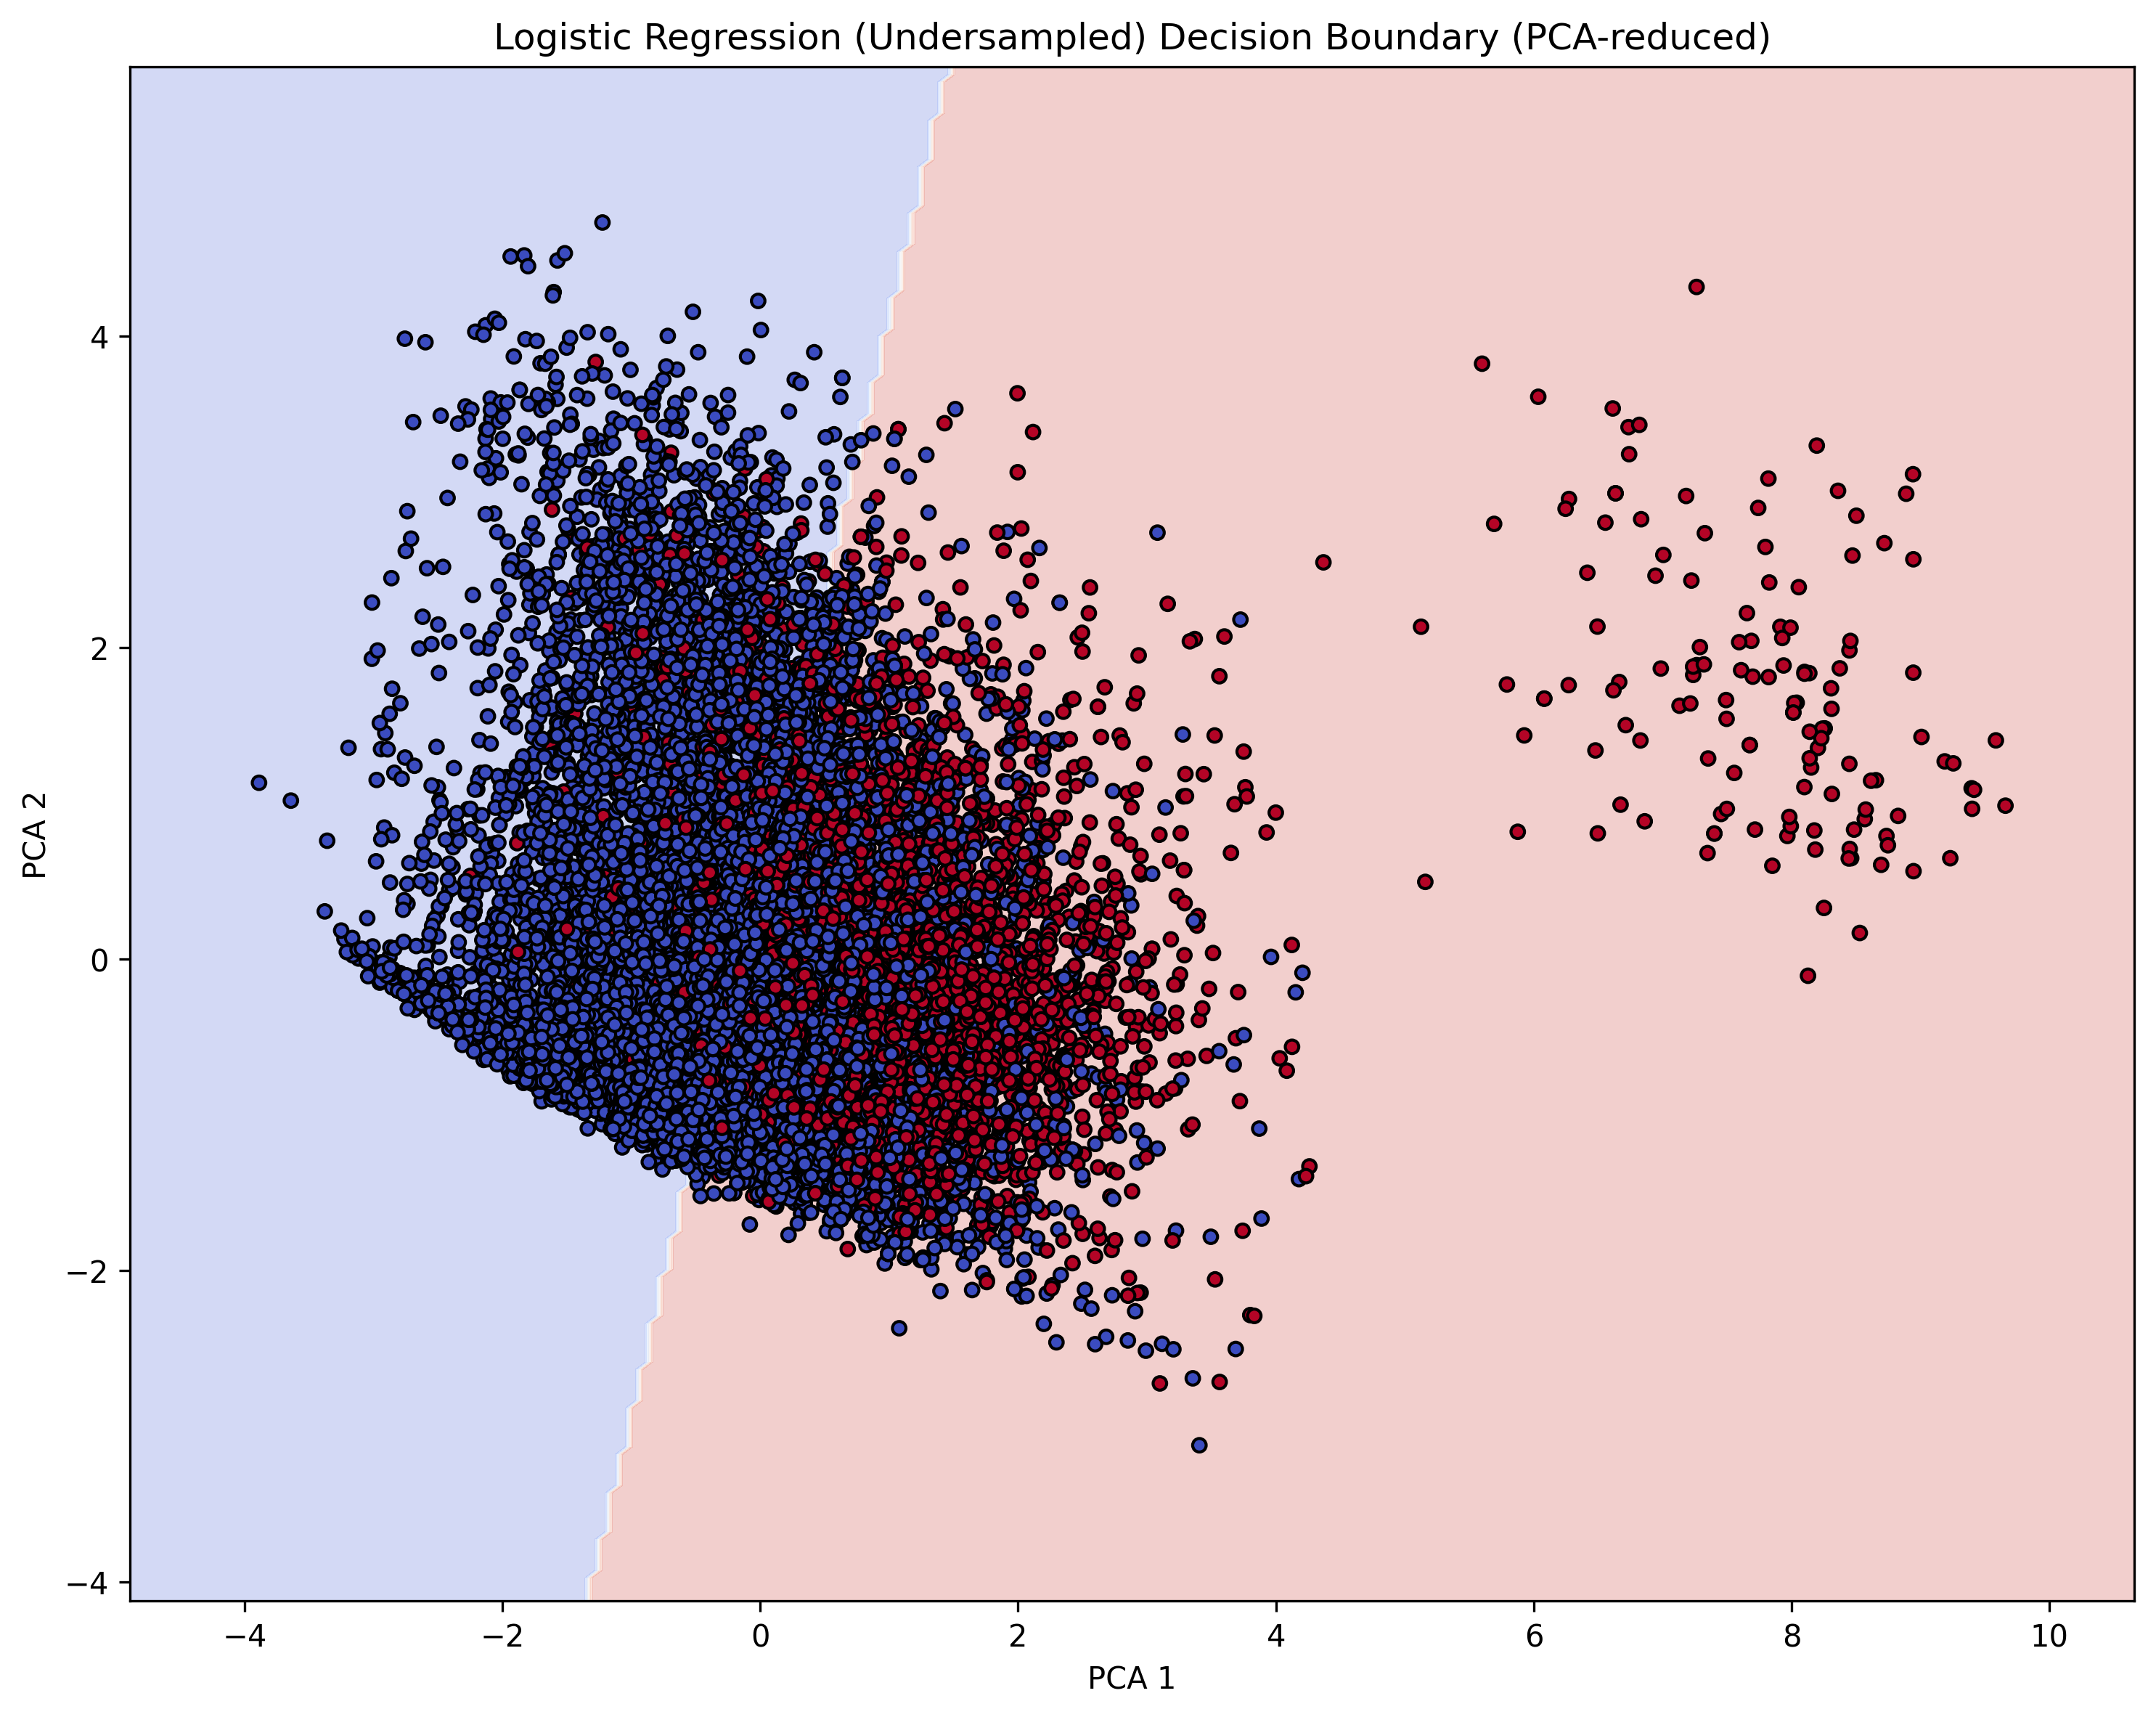 Logistic Regression (Undersampled) Decision Boundary (PCA-reduced)
4
2
0
−2
−4
PCA 2
−4 −2 0 2 4 6 8 10
PCA 1